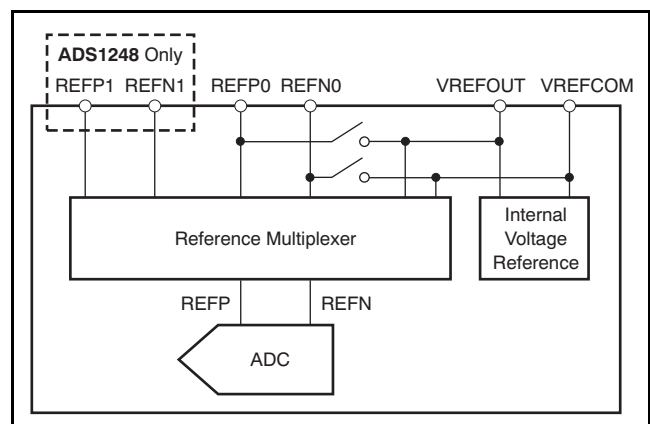 ADS1248 Only
REFP1 REFN1 REFP0 REFN0 VREFOUT VREFCOM
Reference Multiplexer
Internal
Voltage
Reference
REFP REFN
ADC